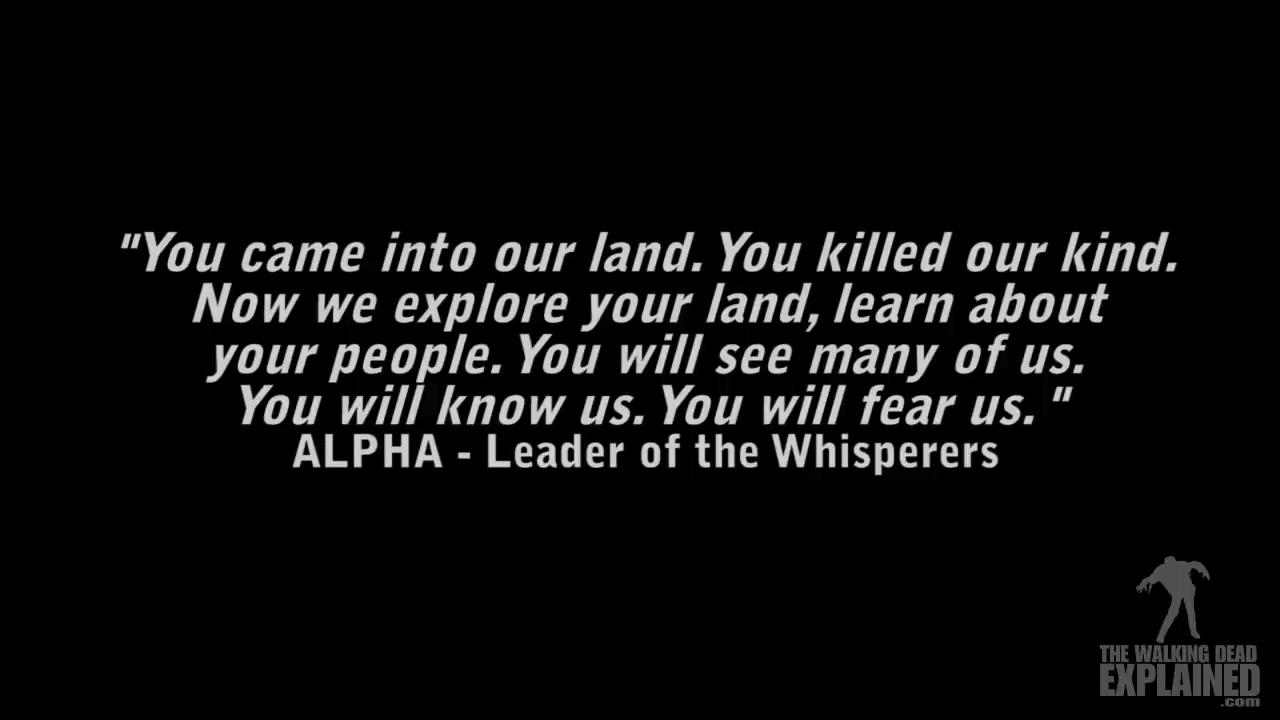 "You came into our land. You killed our kind.
Now we explore your land, learn about
your people. You will see many of us.
You will know us. You will fear us. "
ALPHA - Leader of the Whisperers
THE WALKING DEAD
EXPLAINED
.com